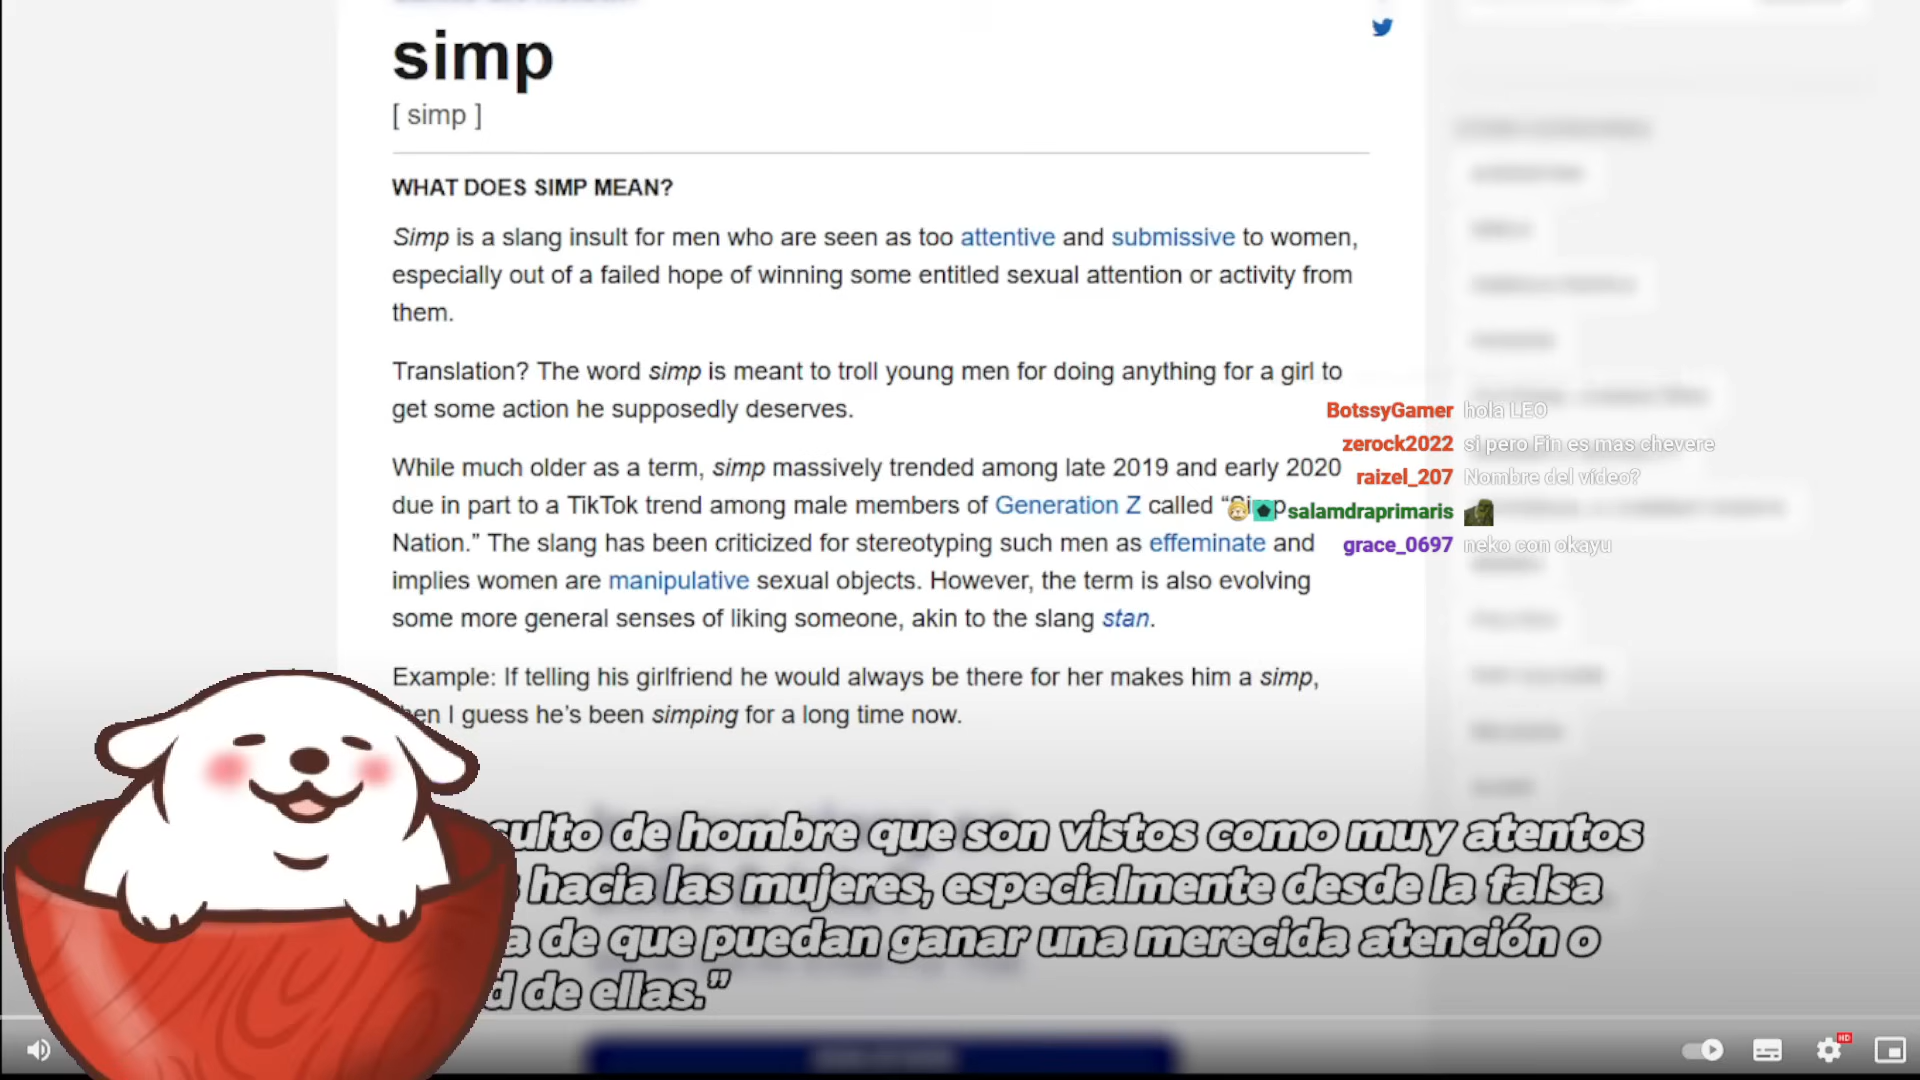 simp
[ simp ]
WHAT DOES SIMP MEAN?
Simp is a slang insult for men who are seen as too attentive and submissive to women,
especially out of a failed hope of winning some entitled sexual attention or activity from
them.
Translation? The word simp is meant to troll young men for doing anything for a girl to
get some action he supposedly deserves.
While much older as a term, simp massively trended among late 2019 and early 2020
due in part to a TikTok trend among male members of Generation Z called “Simp
Nation.” The slang has been criticized for stereotyping such men as effeminate and
implies women are manipulative sexual objects. However, the term is also evolving
some more general senses of liking someone, akin to the slang stan.
Example: If telling his girlfriend he would always be there for her makes him a simp,
I guess he’s been simping for a long time now.
BotssyGamer hola LEO
zerock2022 si pero Fin es mas chevere
raizel_207 Nombre del vídeo?
salamdraprimaris
grace_0697 neko con okayu
de hombre que son vistos como muy atentos
hacia las mujeres, especialmente desde la falsa
de que puedan ganar una merecida atención o
de ellas.”
HD